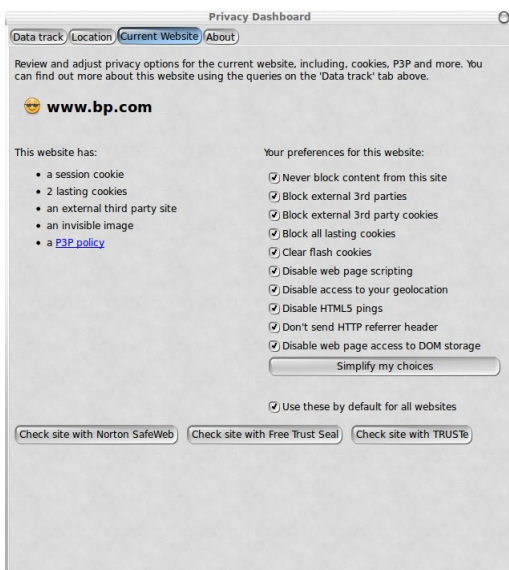 Privacy Dashboard
Data track Location Current Website About
Review and adjust privacy options for the current website, including, cookies, P3P and more. You
can find out more about this website using the queries on the 'Data track' tab above.
www.bp.com
This website has:
• a session cookie
• 2 lasting cookies
• an external third party site
• an invisible image
• a P3P policy
Your preferences for this website:
Never block content from this site
Block external 3rd parties
Block external 3rd party cookies
Block all lasting cookies
Clear flash cookies
Disable web page scripting
Disable access to your geolocation
Disable HTML5 pings
Don't send HTTP referrer header
Disable web page access to DOM storage
Simplify my choices
Use these by default for all websites
Check site with Norton SafeWeb Check site with Free Trust Seal Check site with TRUSTe